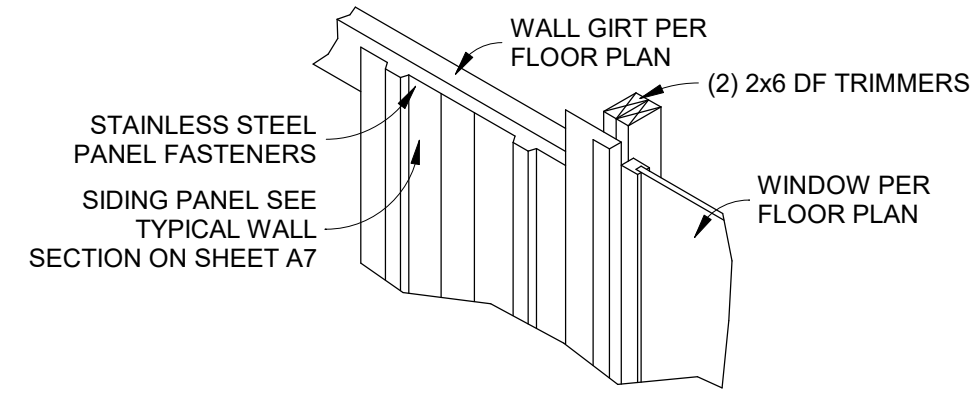 WALL GIRT PER
FLOOR PLAN
(2) 2x6 DF TRIMMERS
STAINLESS STEEL
PANEL FASTENERS
SIDING PANEL SEE
TYPICAL WALL
SECTION ON SHEET A7
WINDOW PER
FLOOR PLAN